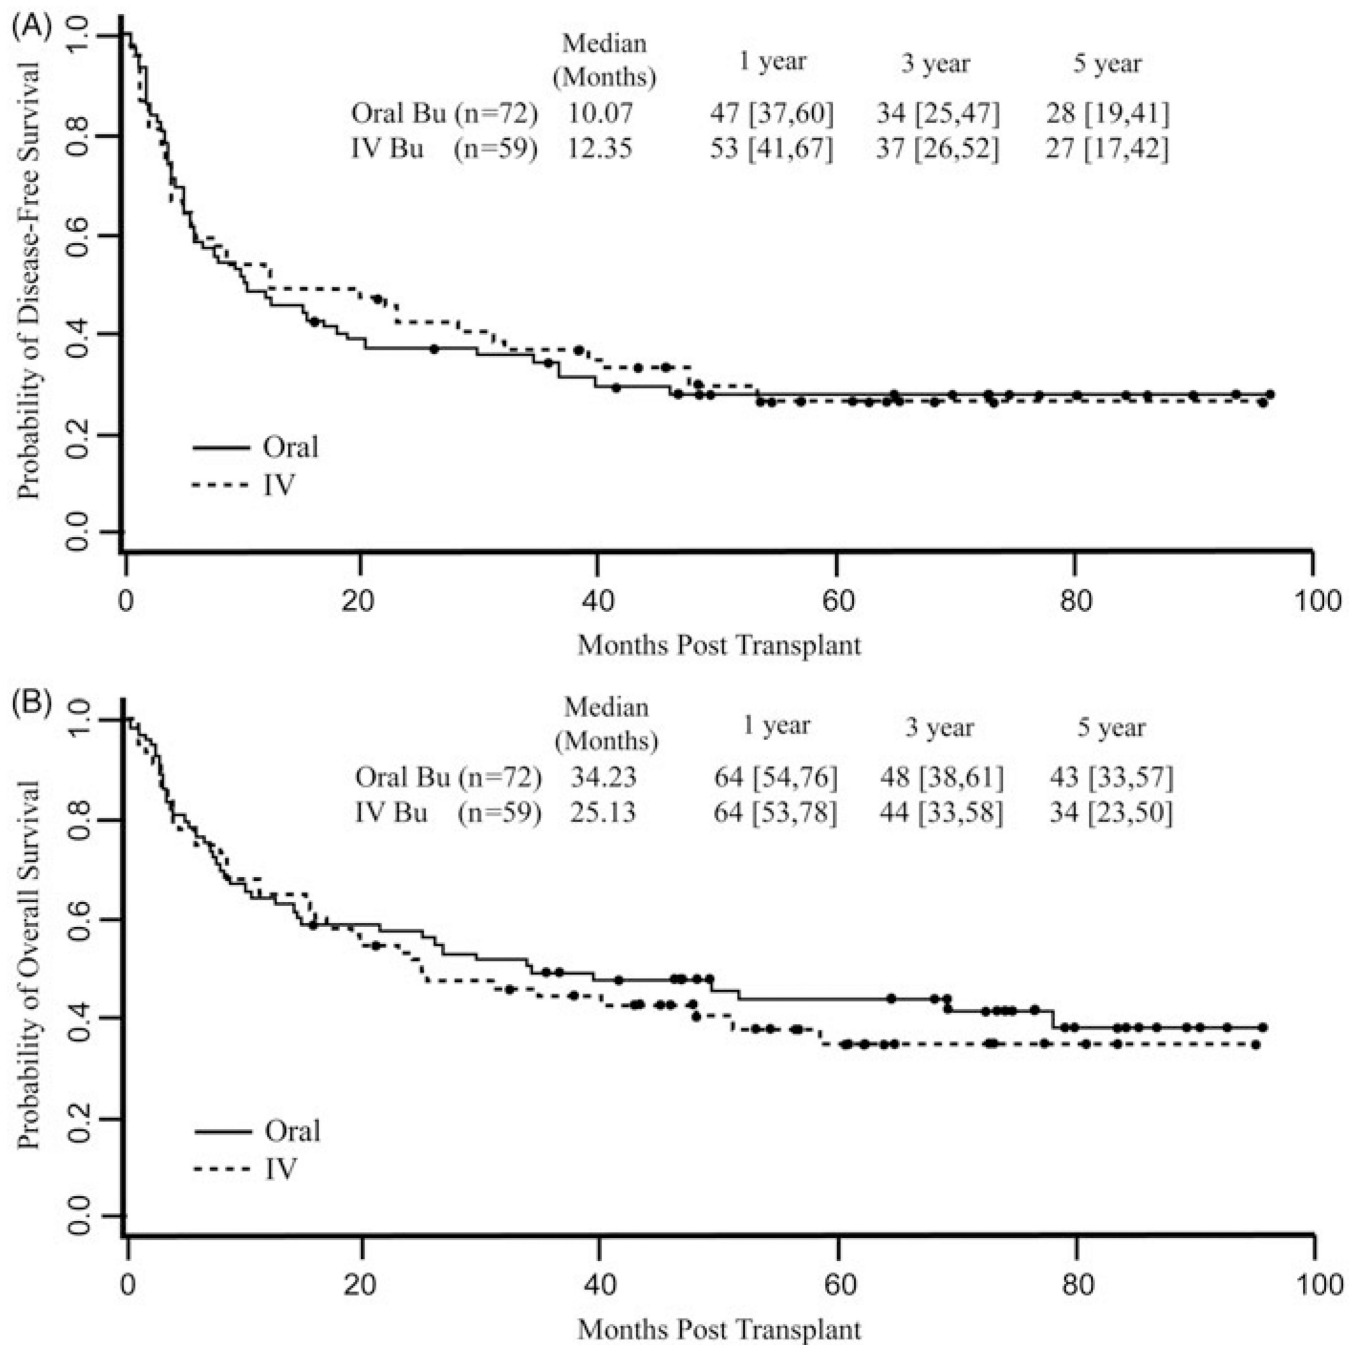 (A)
Probability of Disease-Free Survival
1.0
0.8
0.6
0.4
0.2
0.0
Median
(Months) 1 year 3 year 5 year
Oral Bu (n=72) 10.07 47 [37,60] 34 [25,47] 28 [19,41]
IV Bu (n=59) 12.35 53 [41,67] 37 [26,52] 27 [17,42]
Oral
IV
0 20 40 60 80 100
Months Post Transplant
(B)
Probability of Overall Survival
1.0
0.8
0.6
0.4
0.2
0.0
Median
(Months) 1 year 3 year 5 year
Oral Bu (n=72) 34.23 64 [54,76] 48 [38,61] 43 [33,57]
IV Bu (n=59) 25.13 64 [53,78] 44 [33,58] 34 [23,50]
Oral
IV
0 20 40 60 80 100
Months Post Transplant